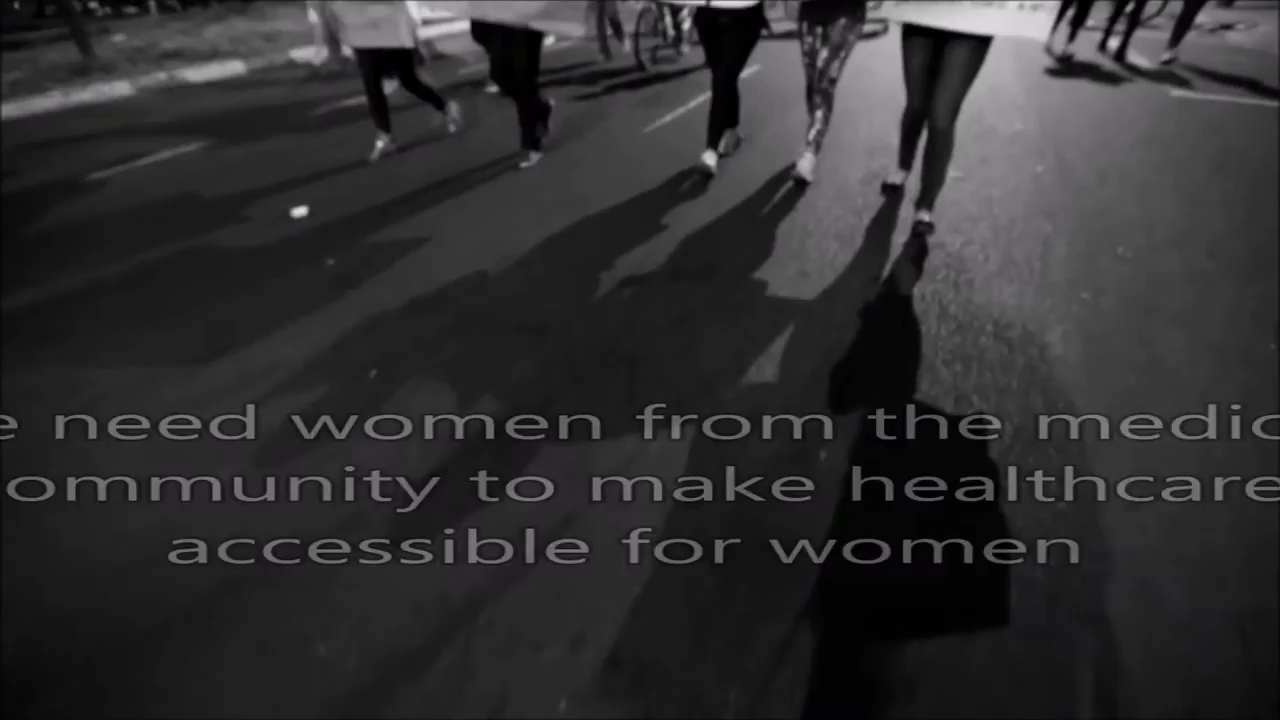 e need women from the medic
ommunity to make healthcare
accessible for women